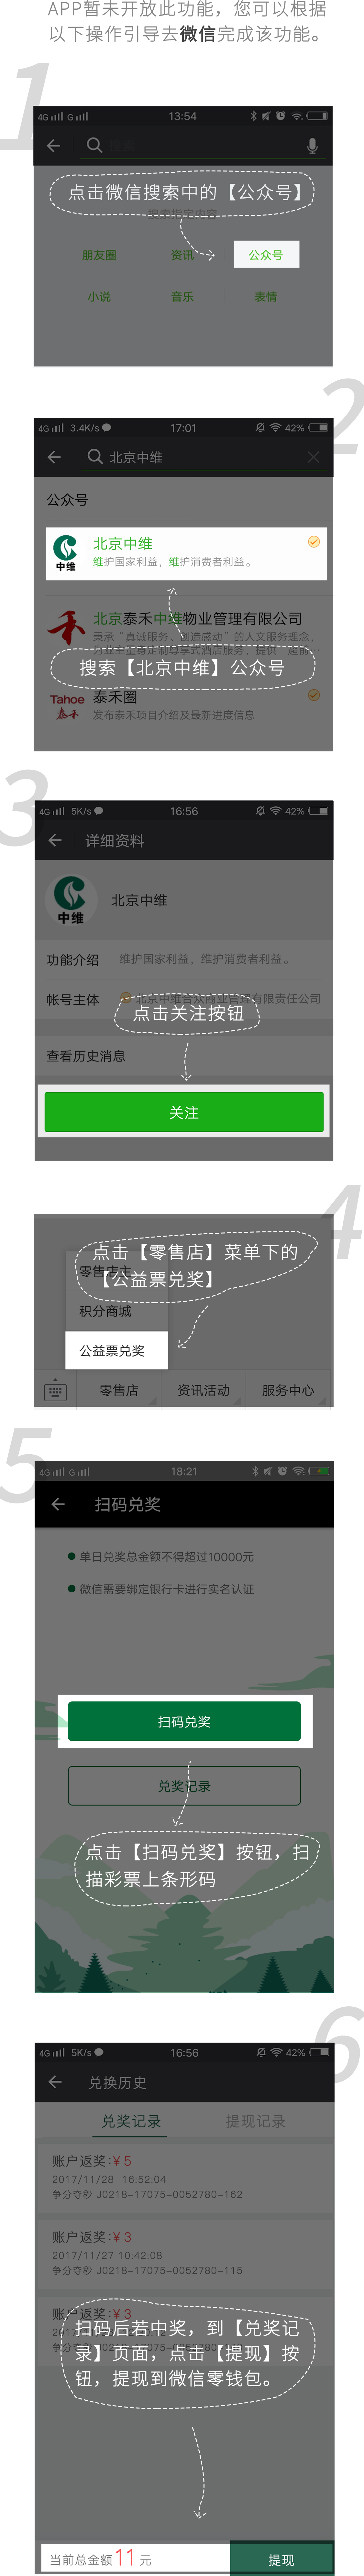 APP暂未开放此功能，您可以根据
以下操作引导去微信完成该功能。
1
4G G 13:54
点击微信搜索中的【公众号】
朋友圈 资讯 公众号
小说 音乐 表情
2
4G 3.4K/s 17:01 42%
北京中维
公众号
北京中维
中维 维护国家利益，维护消费者利益。
北京泰禾中维物业管理有限公司
秉承“真诚服务、创造感动”的人文服务理念，
搜索【北京中维】公众号
Tahoe 泰禾圈
发布泰禾项目介绍及最新进度信息
3
4G 5K/s 16:56 42%
详细资料
中维 北京中维
功能介绍 维护国家利益，维护消费者利益。
帐号主体 北京中维合众商业管理有限责任公司
点击关注按钮
查看历史消息
关注
4
点击【零售店】菜单下的
【公益票兑奖】
零售店主
积分商城
公益票兑奖
零售店 资讯活动 服务中心
5
4G G 18:21
扫码兑奖
单日兑奖总金额不得超过10000元
微信需要绑定银行卡进行实名认证
扫码兑奖
兑奖记录
点击【扫码兑奖】按钮，扫
描彩票上条形码
6
4G 5K/s 16:56 42%
兑换历史
兑奖记录 提现记录
账户返奖:¥5
2017/11/28 16:52:04
争分夺秒 J0218-17075-0052780-162
账户返奖:¥3
2017/11/27 10:42:08
争分夺秒 J0218-17075-0052780-115
账户返奖:¥3
扫码后若中奖，到【兑奖记
录】页面，点击【提现】按
钮，提现到微信零钱包。
当前总金额11元 提现